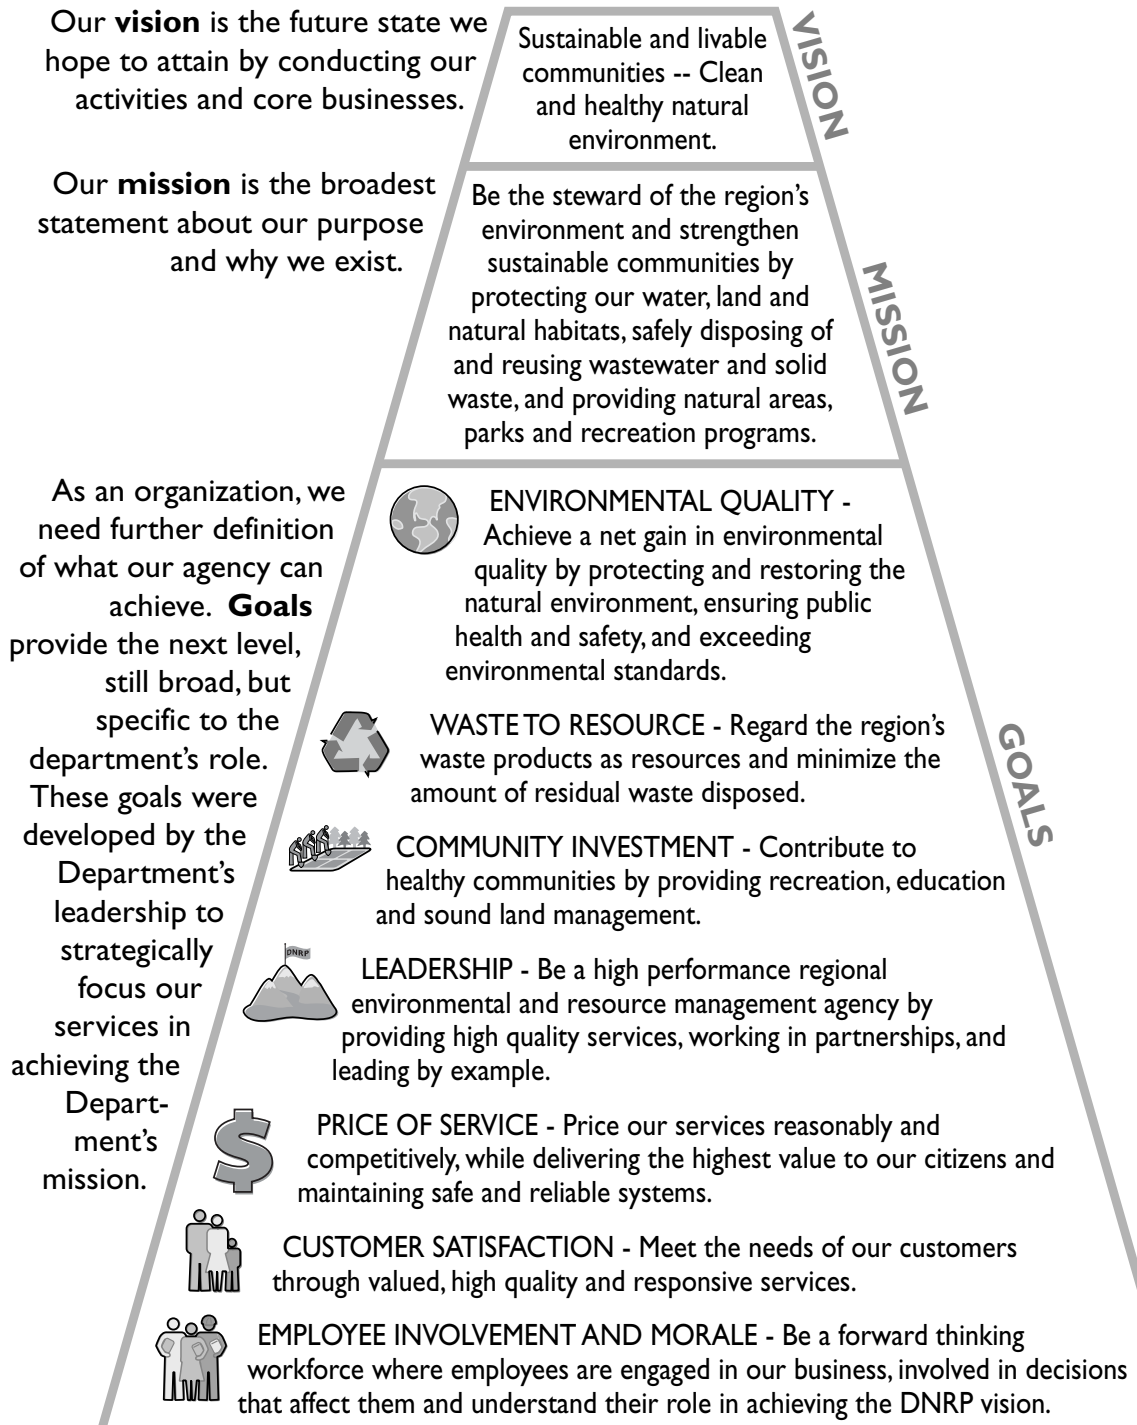 Our vision is the future state we
hope to attain by conducting our
activities and core businesses.
Sustainable and livable
communities -- Clean
and healthy natural
environment.
VISION
Our mission is the broadest
statement about our purpose
and why we exist.
Be the steward of the region’s
environment and strengthen
sustainable communities by
protecting our water, land and
natural habitats, safely disposing of
and reusing wastewater and solid
waste, and providing natural areas,
parks and recreation programs.
MISSION
As an organization, we
need further definition
of what our agency can
achieve. Goals
provide the next level,
still broad, but
specific to the
department’s role.
These goals were
developed by the
Department’s
leadership to
strategically
focus our
services in
achieving the
Depart-
ment’s
mission.
ENVIRONMENTAL QUALITY -
Achieve a net gain in environmental
quality by protecting and restoring the
natural environment, ensuring public
health and safety, and exceeding
environmental standards.
WASTE TO RESOURCE - Regard the region’s
waste products as resources and minimize the
amount of residual waste disposed.
GOALS
COMMUNITY INVESTMENT - Contribute to
healthy communities by providing recreation, education
and sound land management.
DNRP
LEADERSHIP - Be a high performance regional
environmental and resource management agency by
providing high quality services, working in partnerships, and
leading by example.
$
PRICE OF SERVICE - Price our services reasonably and
competitively, while delivering the highest value to our citizens and
maintaining safe and reliable systems.
CUSTOMER SATISFACTION - Meet the needs of our customers
through valued, high quality and responsive services.
EMPLOYEE INVOLVEMENT AND MORALE - Be a forward thinking
workforce where employees are engaged in our business, involved in decisions
that affect them and understand their role in achieving the DNRP vision.